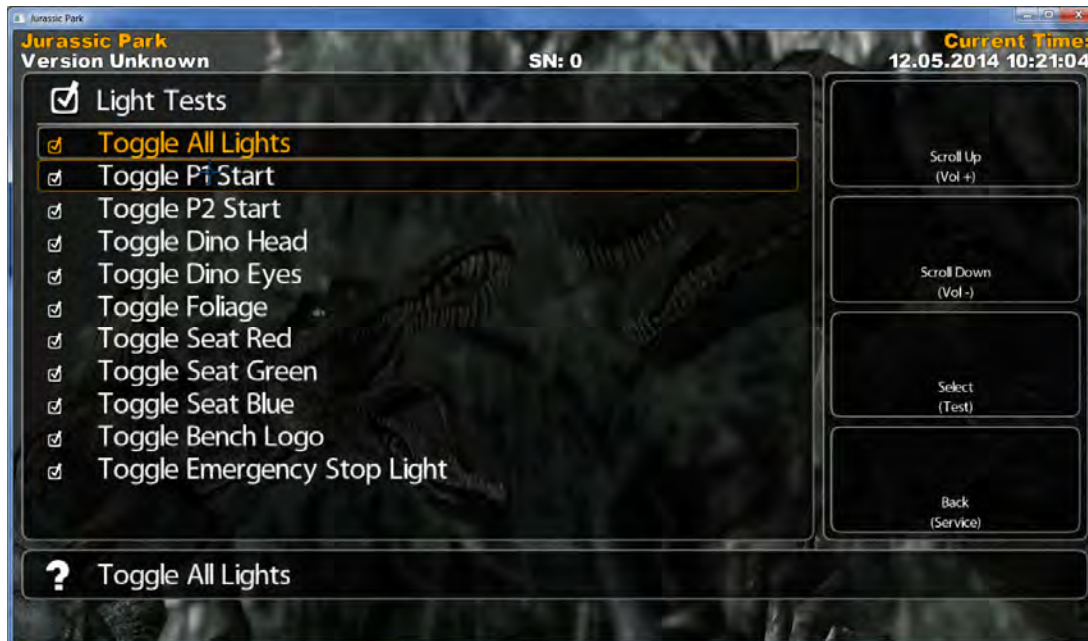 Jurassic Park
Jurassic Park
Current Time:
Version Unknown
SN: 0
12.05.2014 10:21:04
Light Tests
Toggle All Lights
Toggle P1 Start
Toggle P2 Start
Toggle Dino Head
Toggle Dino Eyes
Toggle Foliage
Toggle Seat Red
Toggle Seat Green
Toggle Seat Blue
Toggle Bench Logo
Toggle Emergency Stop Light
Scroll Up
(Vol +)
Scroll Down
(Vol -)
Select
(Test)
Back
(Service)
? Toggle All Lights